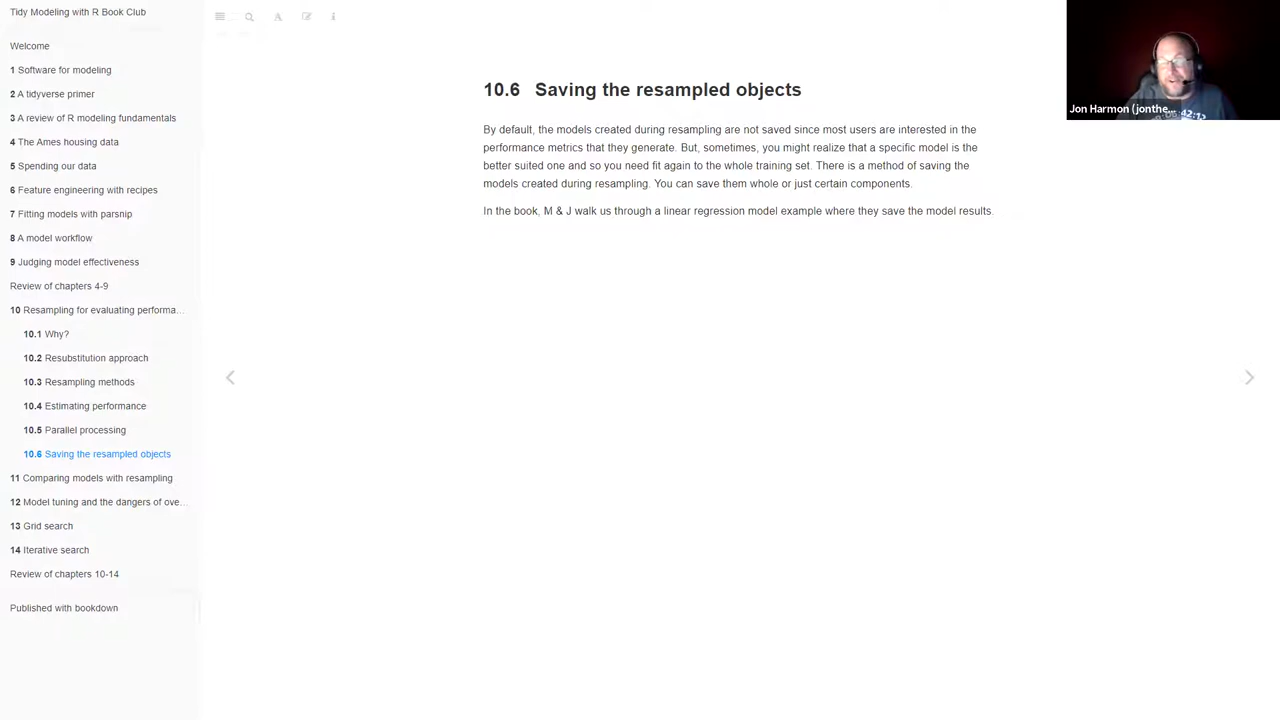 Tidy Modeling with R Book Club
Welcome
1 Software for modeling
2 A tidyverse primer
3 A review of R modeling fundamentals
4 The Ames housing data
5 Spending our data
6 Feature engineering with recipes
7 Fitting models with parsnip
8 A model workflow
9 Judging model effectiveness
Review of chapters 4-9
10 Resampling for evaluating performa...
10.1 Why?
10.2 Resubstitution approach
10.3 Resampling methods
10.4 Estimating performance
10.5 Parallel processing
10.6 Saving the resampled objects
11 Comparing models with resampling
12 Model tuning and the dangers of ove...
13 Grid search
14 Iterative search
Review of chapters 10-14
Published with bookdown
10.6 Saving the resampled objects
By default, the models created during resampling are not saved since most users are interested in the
performance metrics that they generate. But, sometimes, you might realize that a specific model is the
better suited one and so you need fit again to the whole training set. There is a method of saving the
models created during resampling. You can save them whole or just certain components.
In the book, M & J walk us through a linear regression model example where they save the model results.
Jon Harmon (jonthe...